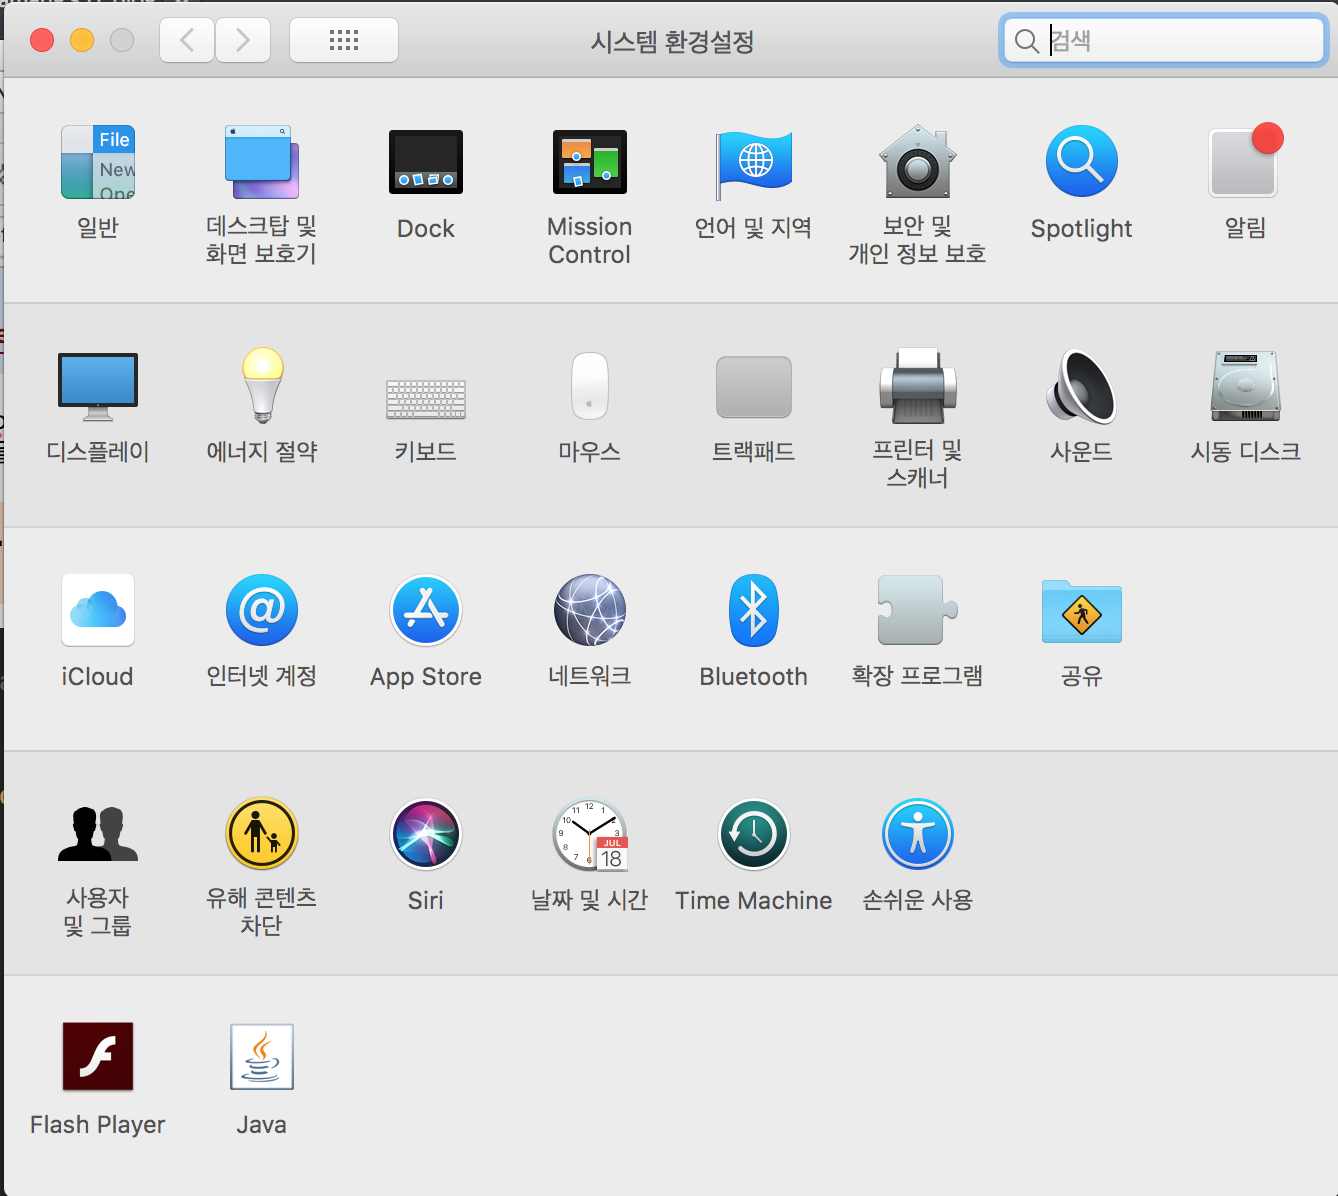 시스템 환경설정
검색
File
New
Ope
일반
데스크탑 및
화면 보호기
Dock
Mission
Control
언어 및 지역
보안 및
개인 정보 보호
Spotlight
알림
디스플레이
에너지 절약
키보드
마우스
트랙패드
프린터 및
스캐너
사운드
시동 디스크
iCloud
인터넷 계정
App Store
네트워크
Bluetooth
확장 프로그램
공유
사용자
및 그룹
유해 콘텐츠
차단
Siri
JUL
18
날짜 및 시간
Time Machine
손쉬운 사용
Flash Player
Java